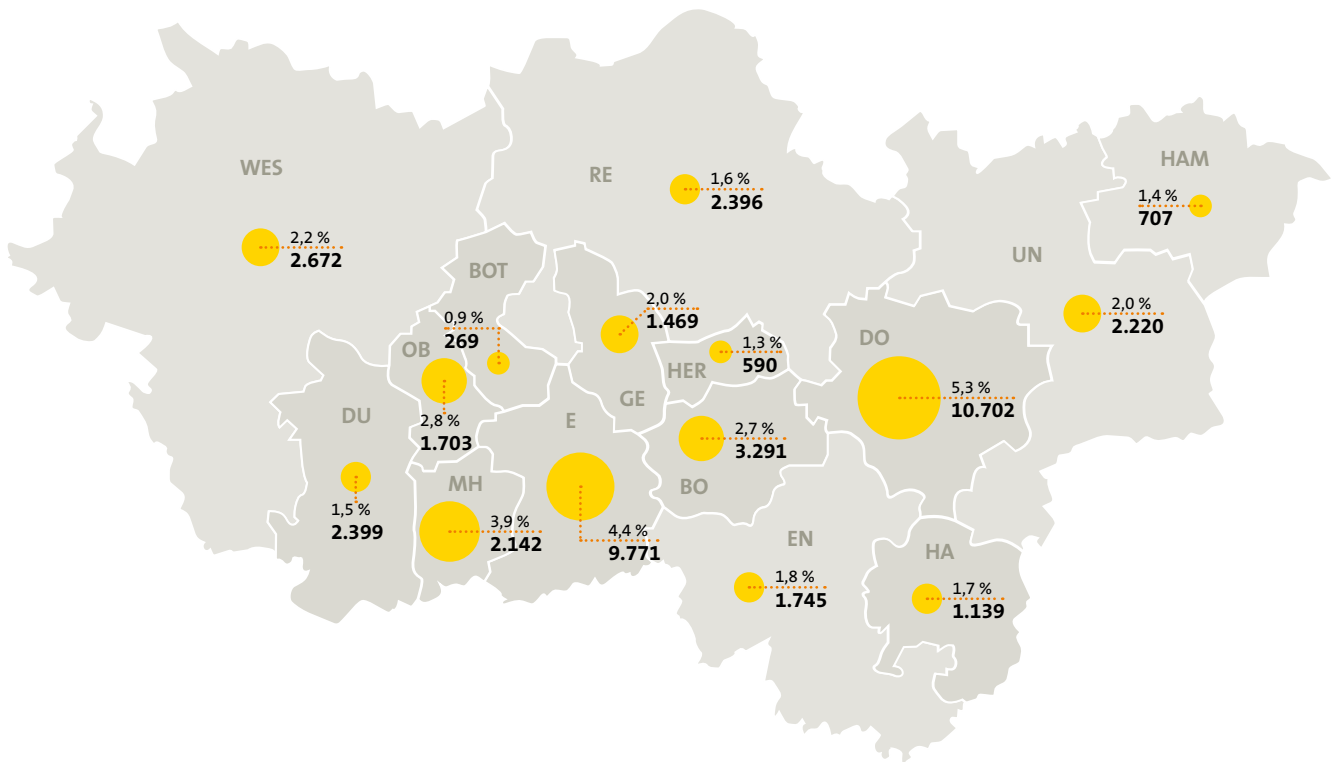 WES
2,2 %
2.672
RE
1,6 %
2.396
HAM
1,4 %
707
UN
2,0 %
2.220
BOT
0,9 %
269
OB
2,8 %
1.703
GE
2,0 %
1.469
HER
1,3 %
590
DO
5,3 %
10.702
DU
1,5 %
2.399
MH
3,9 %
2.142
E
4,4 %
9.771
BO
2,7 %
3.291
EN
1,8 %
1.745
HA
1,7 %
1.139